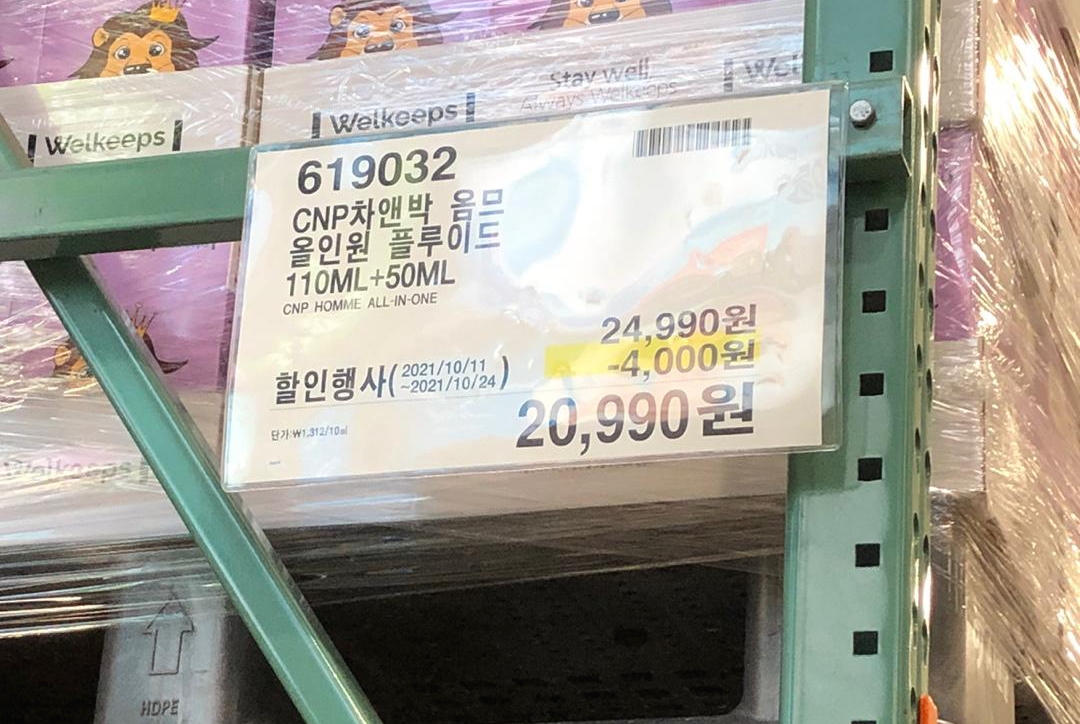 Welkeeps
Welkeeps
Stay well,
Always Welkeeps
Wel
619032
CNP차앤박 옴므
올인원 플루이드
110ML+50ML
CNP HOMME ALL-IN-ONE
24,990원
-4,000원
할인행사(2021/10/11
~2021/10/24)
20,990원
단가:₩1,312/10㎖
Welkeeps
HDPE